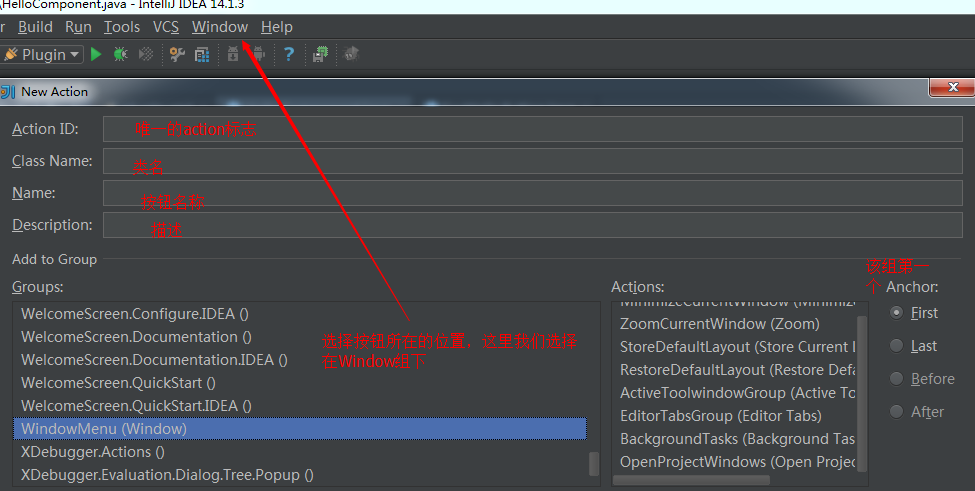 \HelloComponent.java - IntelliJ IDEA 14.1.3
r Build Run Tools VCS Window Help
Plugin
New Action
Action ID: 唯一的action标志
Class Name: 类名
Name: 按钮名称
Description: 描述
Add to Group
该组第一个
Groups:
Actions:
Anchor:
WelcomeScreen.Configure.IDEA ()
WelcomeScreen.Documentation ()
WelcomeScreen.Documentation.IDEA ()
WelcomeScreen.QuickStart ()
WelcomeScreen.QuickStart.IDEA ()
WindowMenu (Window)
XDebugger.Actions ()
XDebugger.Evaluation.Dialog.Tree.Popup ()
选择按钮所在的位置，这里我们选择
在Window组下
MinimizeCurrentWindow (Minimize
ZoomCurrentWindow (Zoom)
StoreDefaultLayout (Store Current l
RestoreDefaultLayout (Restore Defa
ActiveToolwindowGroup (Active To
EditorTabsGroup (Editor Tabs)
BackgroundTasks (Background Tas
OpenProjectWindows (Open Projec
First
Last
Before
After